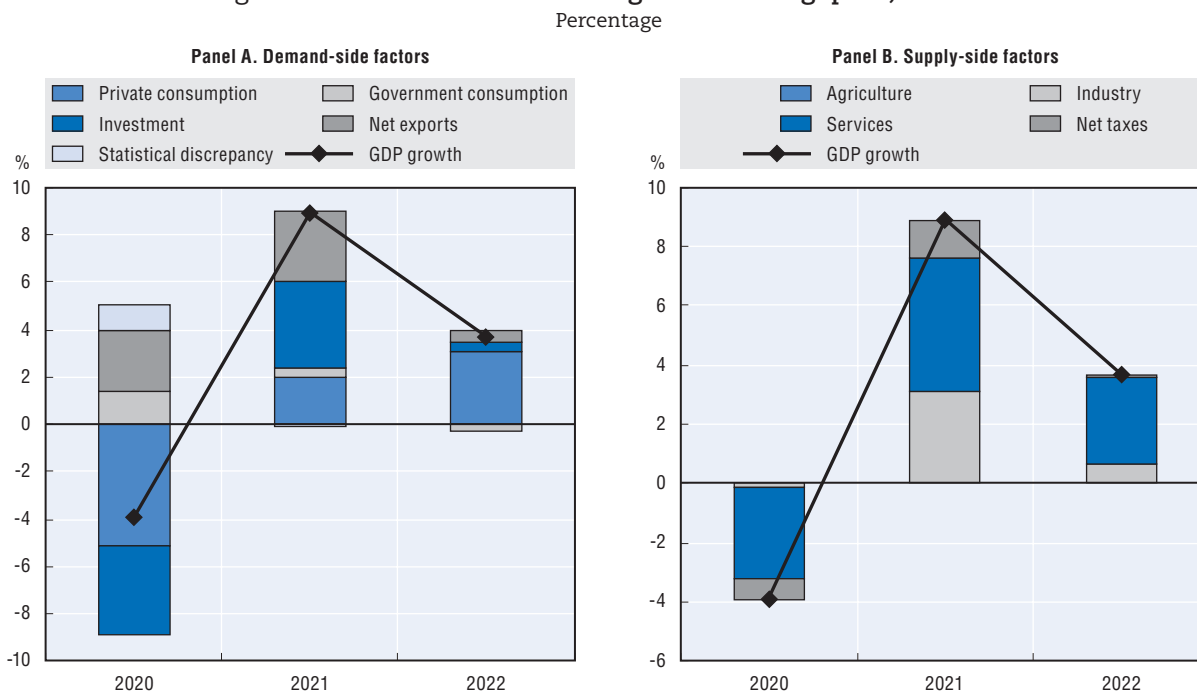 Percentage
Panel A. Demand-side factors
Private consumption
Government consumption
Investment
Net exports
Statistical discrepancy
GDP growth
%
10
8
6
4
2
0
-2
-4
-6
-8
-10
2020
2021
2022
Panel B. Supply-side factors
Agriculture
Industry
Services
Net taxes
GDP growth
%
10
8
6
4
2
0
-2
-4
-6
2020
2021
2022